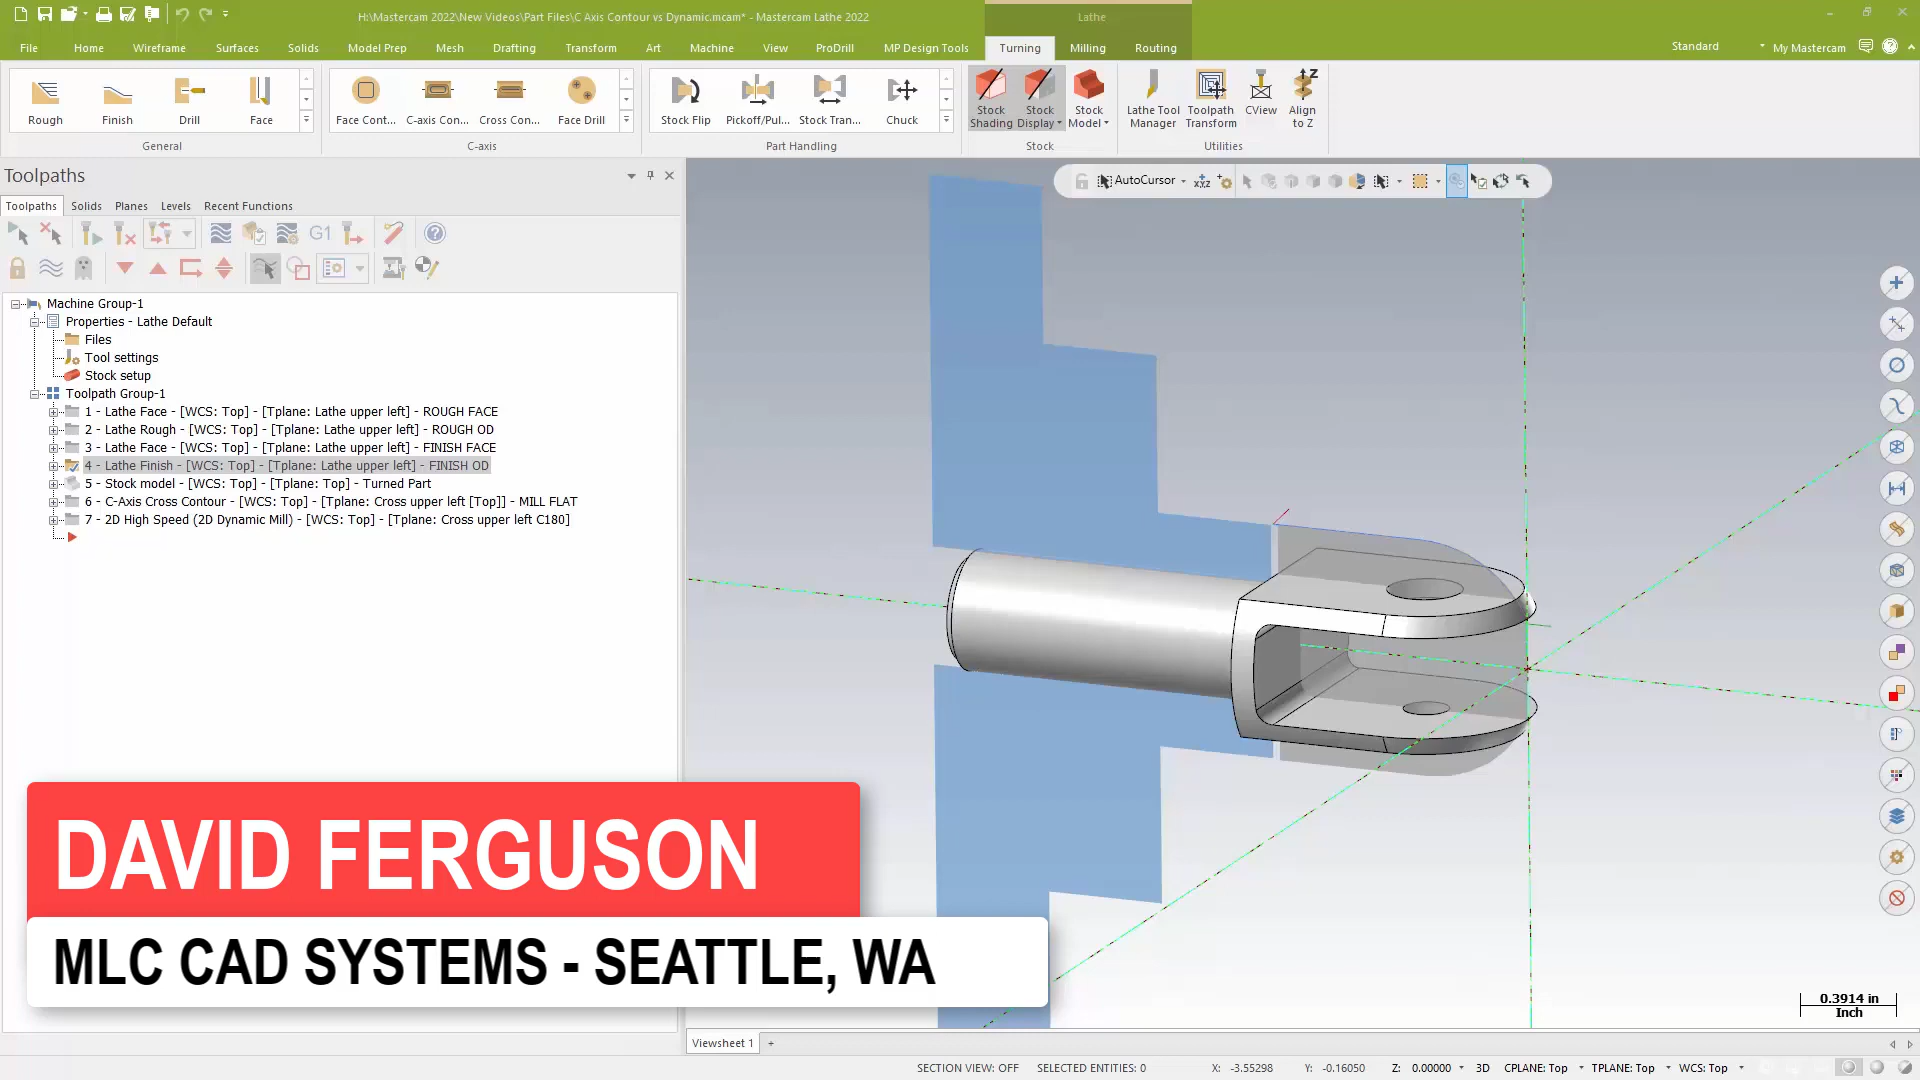 H:\Mastercam 2022\New Videos\Part Files\C Axis Contour vs Dynamic.mcam* - Mastercam Lathe 2022
Lathe
File Home Wireframe Surfaces Solids Model Prep Mesh Drafting Transform Art Machine View ProDrill MP Design Tools Turning Milling Routing Standard My Mastercam
Rough Finish Drill Face Face Cont... C-axis Con... Cross Con... Face Drill Stock Flip Pickoff/Pul... Stock Tran... Chuck
Stock Shading Stock Display Stock Model Lathe Tool Manager Toolpath Transform CView Align to Z
General C-axis Part Handling Stock Utilities
Toolpaths
AutoCursor
Toolpaths Solids Planes Levels Recent Functions
G1
Machine Group-1
Properties - Lathe Default
Files
Tool settings
Stock setup
Toolpath Group-1
1 - Lathe Face - [WCS: Top] - [Tplane: Lathe upper left] - ROUGH FACE
2 - Lathe Rough - [WCS: Top] - [Tplane: Lathe upper left] - ROUGH OD
3 - Lathe Face - [WCS: Top] - [Tplane: Lathe upper left] - FINISH FACE
4 - Lathe Finish - [WCS: Top] - [Tplane: Lathe upper left] - FINISH OD
5 - Stock model - [WCS: Top] - [Tplane: Top] - Turned Part
6 - C-Axis Cross Contour - [WCS: Top] - [Tplane: Cross upper left [Top]] - MILL FLAT
7 - 2D High Speed (2D Dynamic Mill) - [WCS: Top] - [Tplane: Cross upper left C180]
DAVID FERGUSON
MLC CAD SYSTEMS - SEATTLE, WA
0.3914 in
Inch
Viewsheet 1 +
SECTION VIEW: OFF SELECTED ENTITIES: 0 X: -3.55298 Y: -0.16050 Z: 0.00000 3D CPLANE: Top TPLANE: Top WCS: Top